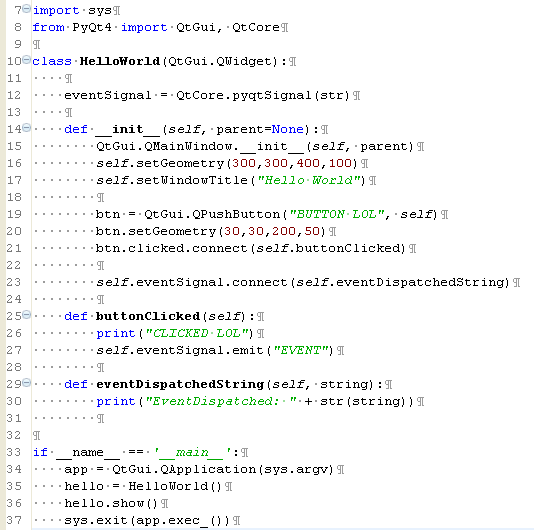 7 import sys
8 from PyQt4 import QtGui, QtCore
9
10 class HelloWorld(QtGui.QWidget):
11
12     eventSignal = QtCore.pyqtSignal(str)
13
14     def __init__(self, parent=None):
15         QtGui.QMainWindow.__init__(self, parent)
16         self.setGeometry(300,300,400,100)
17         self.setWindowTitle("Hello World")
18
19         btn = QtGui.QPushButton("BUTTON LOL", self)
20         btn.setGeometry(30,30,200,50)
21         btn.clicked.connect(self.buttonClicked)
22
23         self.eventSignal.connect(self.eventDispatchedString)
24
25     def buttonClicked(self):
26         print("CLICKED LOL")
27         self.eventSignal.emit("EVENT")
28
29     def eventDispatchedString(self, string):
30         print("EventDispatched: " + str(string))
31
32
33 if __name__ == '__main__':
34     app = QtGui.QApplication(sys.argv)
35     hello = HelloWorld()
36     hello.show()
37     sys.exit(app.exec_())